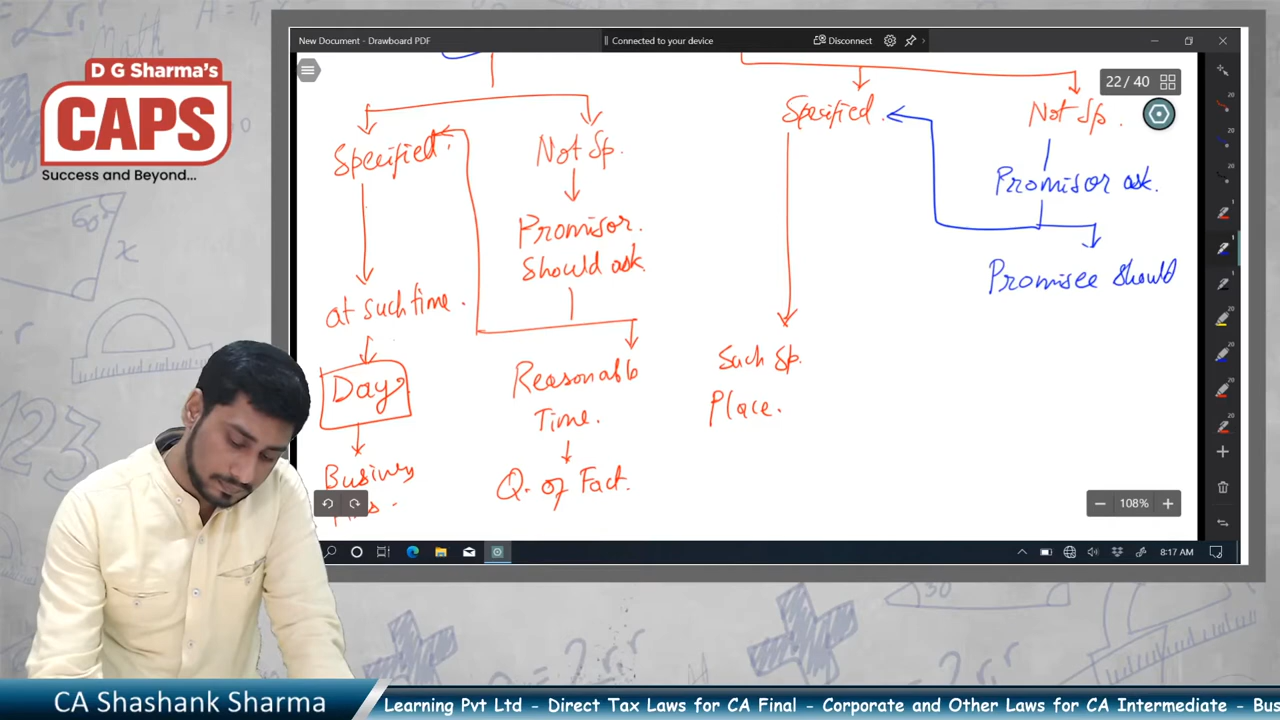 D G Sharma's
CAPS
Success and Beyond...
New Document - Drawboard PDF
Connected to your device
Disconnect
22 / 40
Specified.
Not Sp.
Promisor
Should ask.
at such time.
Day
Business
Reasonable
Time.
Q. of Fact.
Specified.
Not Sp.
Promisor ask.
Promisee should
Such Sp.
Place.
108%
8:17 AM
CA Shashank Sharma
Learning Pvt Ltd - Direct Tax Laws for CA Final - Corporate and Other Laws for CA Intermediate - Bus